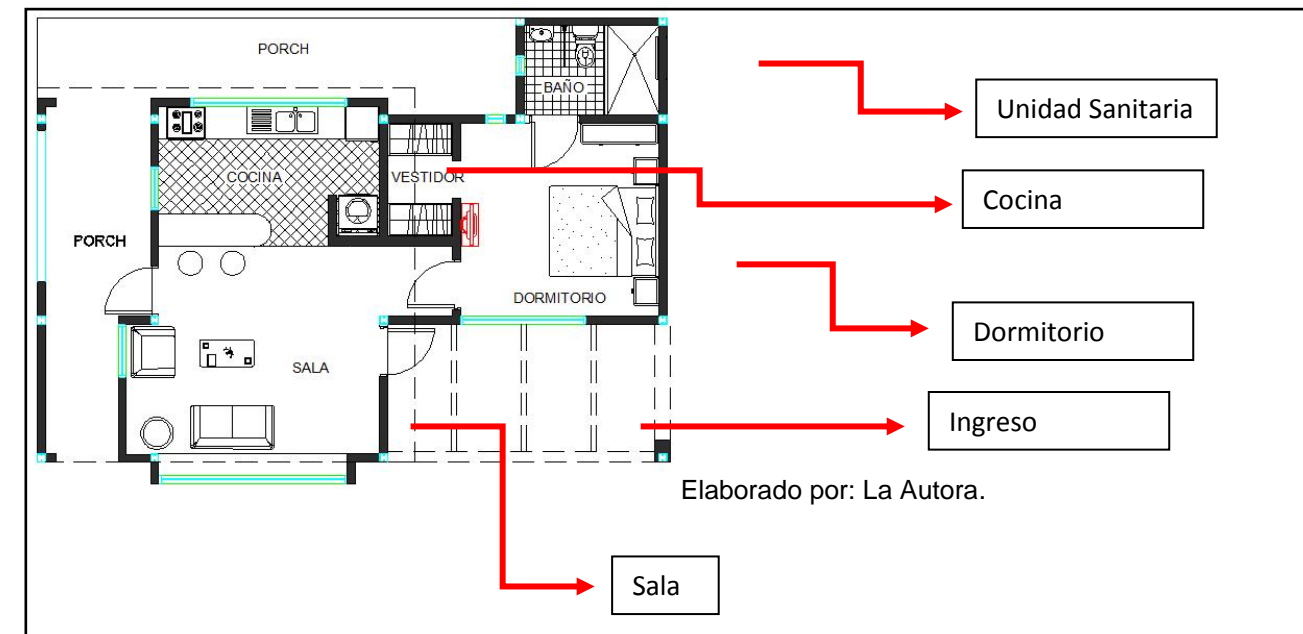 PORCH
BAÑO
Unidad Sanitaria
COCINA
VESTIDOR
Cocina
PORCH
DORMITORIO
Dormitorio
SALA
Ingreso
Elaborado por: La Autora.
Sala